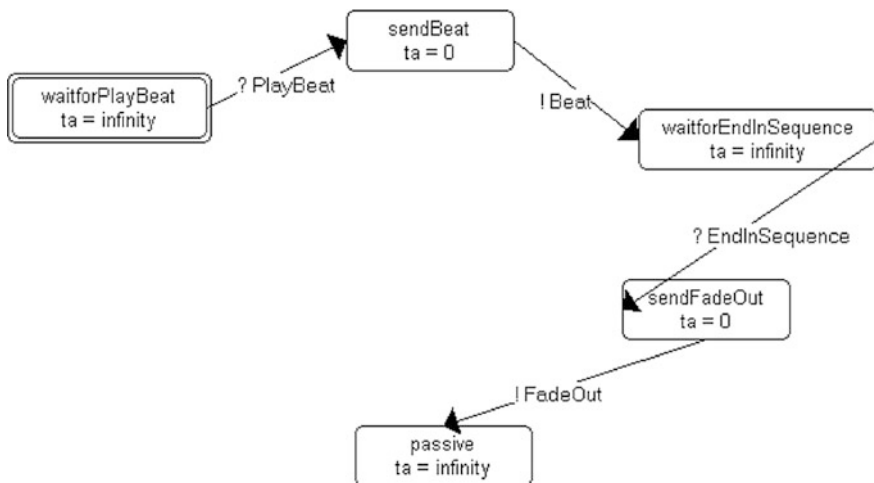 sendBeat
ta = 0
waitforPlayBeat
ta = infinity
? PlayBeat
! Beat
waitforEndInSequence
ta = infinity
? EndInSequence
sendFadeOut
ta = 0
! FadeOut
passive
ta = infinity